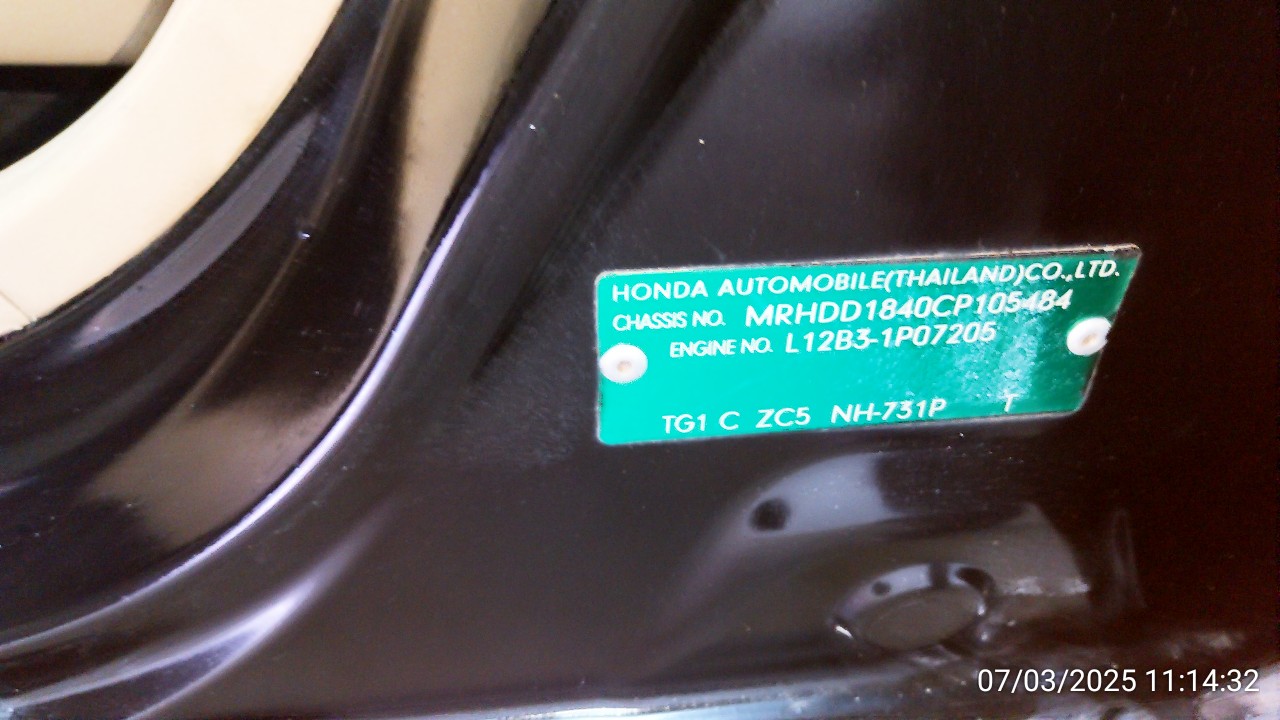 HONDA AUTOMOBILE(THAILAND)CO.,LTD.
CHASSIS NO. MRHDD1840CP105484
ENGINE NO. L12B3-1P07205
TG1 C ZC5 NH-731P T
07/03/2025 11:14:32